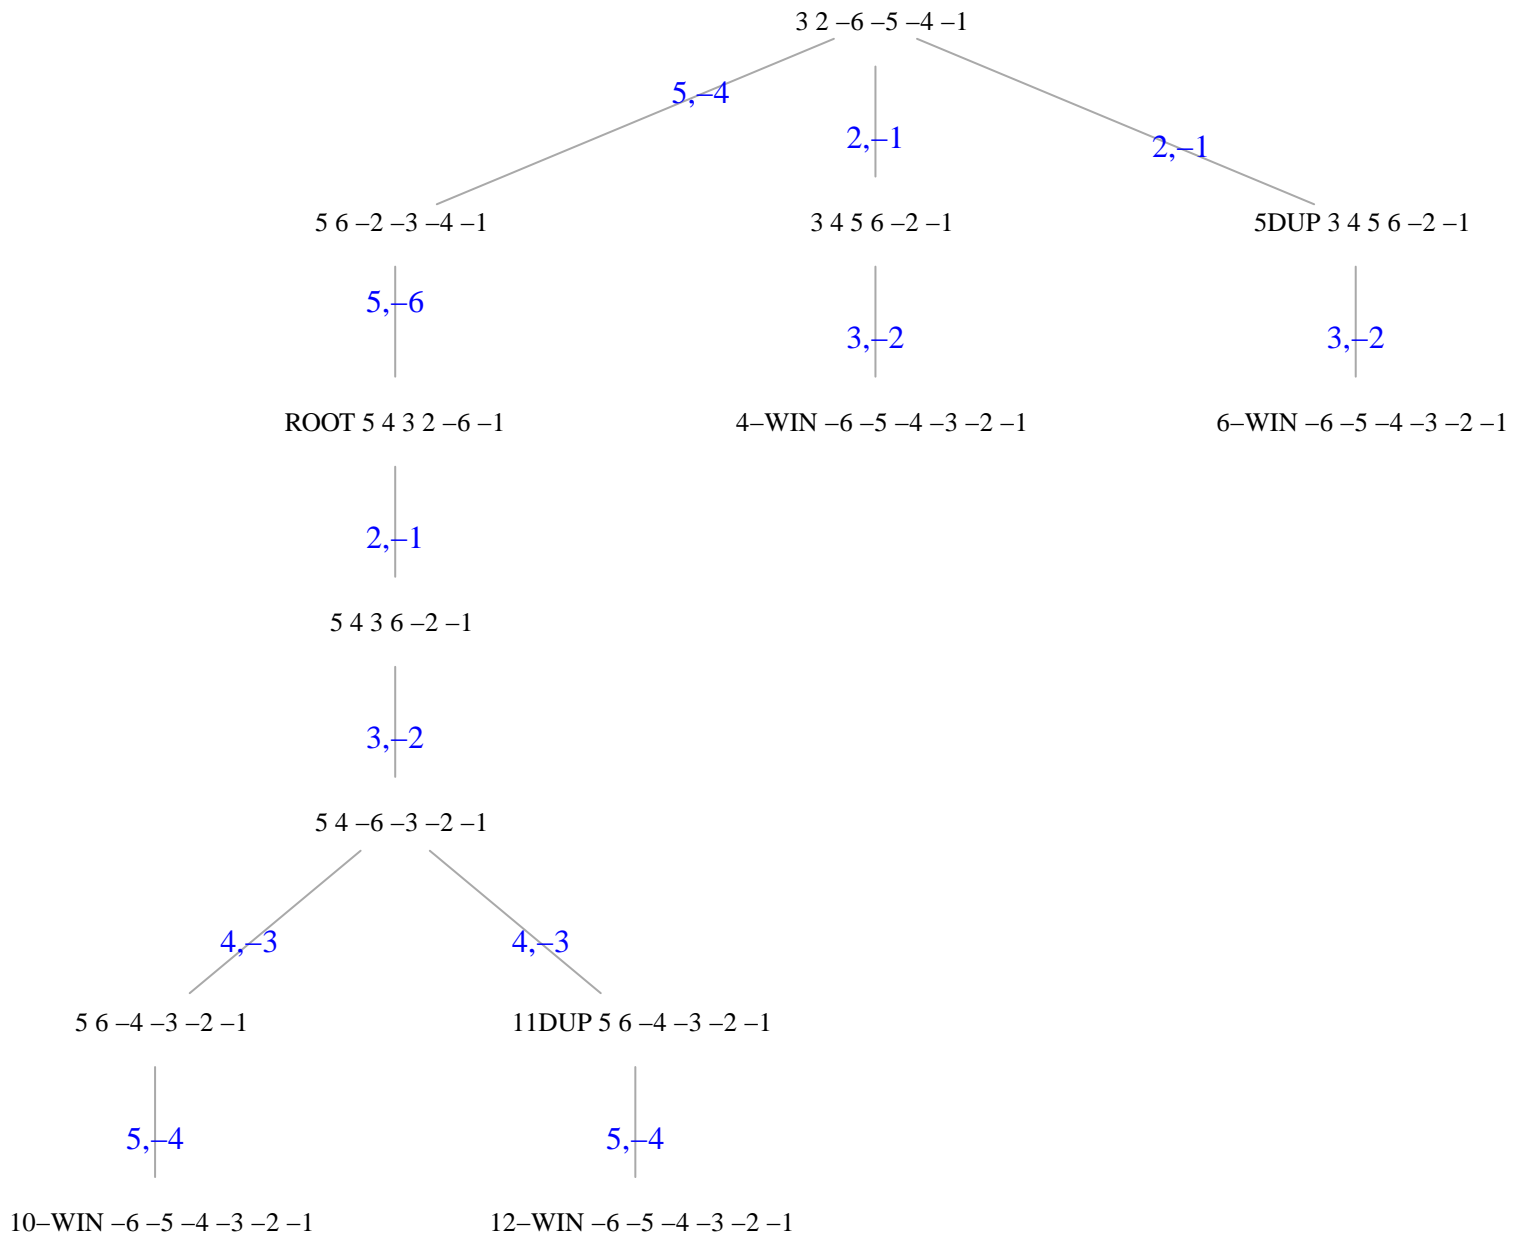 3 2 –6 –5 –4 –1
5,–4
2,–1
2,–1
5 6 –2 –3 –4 –1
3 4 5 6 –2 –1
5DUP 3 4 5 6 –2 –1
5,–6
3,–2
3,–2
ROOT 5 4 3 2 –6 –1
4–WIN –6 –5 –4 –3 –2 –1
6–WIN –6 –5 –4 –3 –2 –1
2,–1
5 4 3 6 –2 –1
3,–2
5 4 –6 –3 –2 –1
4,–3
4,–3
5 6 –4 –3 –2 –1
11DUP 5 6 –4 –3 –2 –1
5,–4
5,–4
10–WIN –6 –5 –4 –3 –2 –1
12–WIN –6 –5 –4 –3 –2 –1